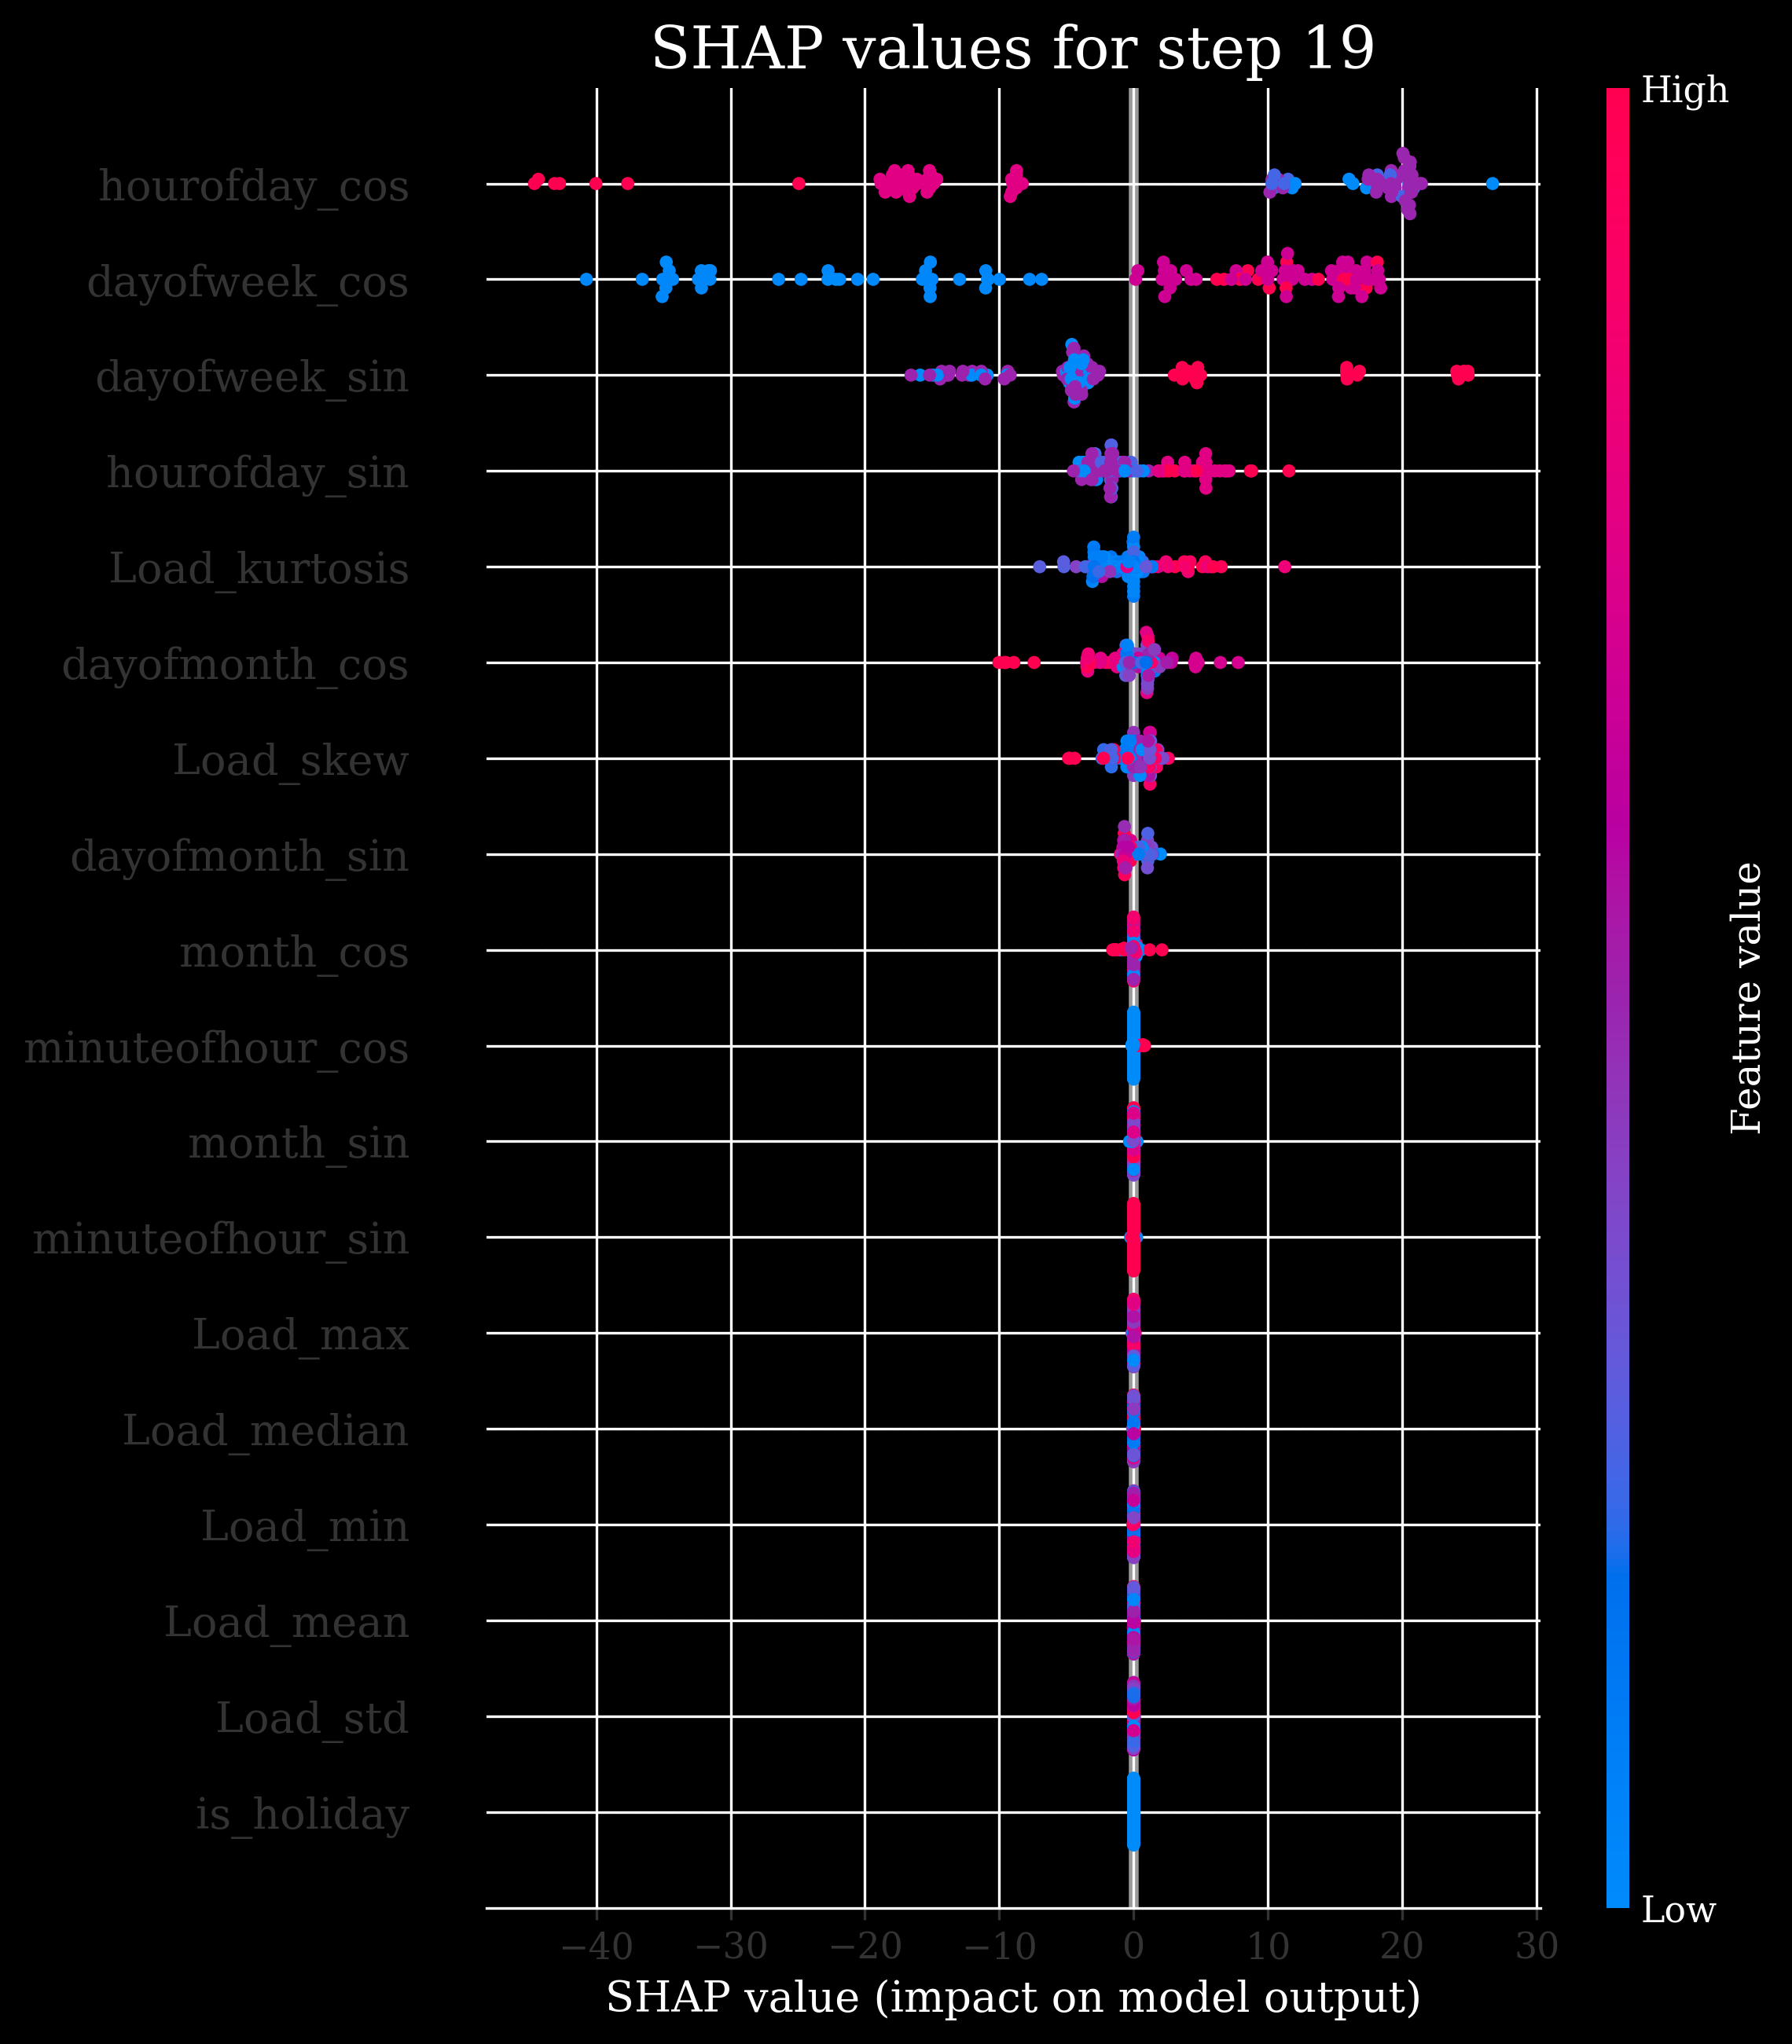 SHAP values for step 19
High
hourofday_cos
dayofweek_cos
dayofweek_sin
hourofday_sin
Load_kurtosis
dayofmonth_cos
Load_skew
dayofmonth_sin
month_cos
minuteofhour_cos
month_sin
minuteofhour_sin
Load_max
Load_median
Load_min
Load_mean
Load_std
is_holiday
Feature value
Low
−40 −30 −20 −10 0 10 20 30
SHAP value (impact on model output)